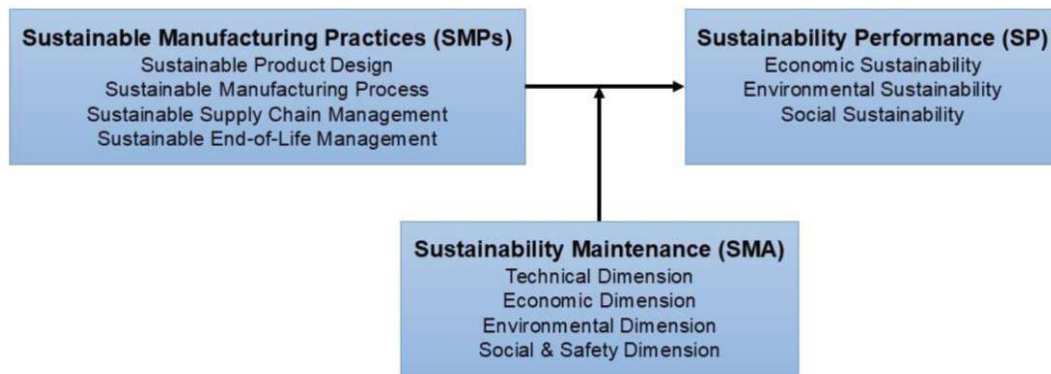 Sustainable Manufacturing Practices (SMPs)
Sustainable Product Design
Sustainable Manufacturing Process
Sustainable Supply Chain Management
Sustainable End-of-Life Management
Sustainability Performance (SP)
Economic Sustainability
Environmental Sustainability
Social Sustainability
Sustainability Maintenance (SMA)
Technical Dimension
Economic Dimension
Environmental Dimension
Social & Safety Dimension